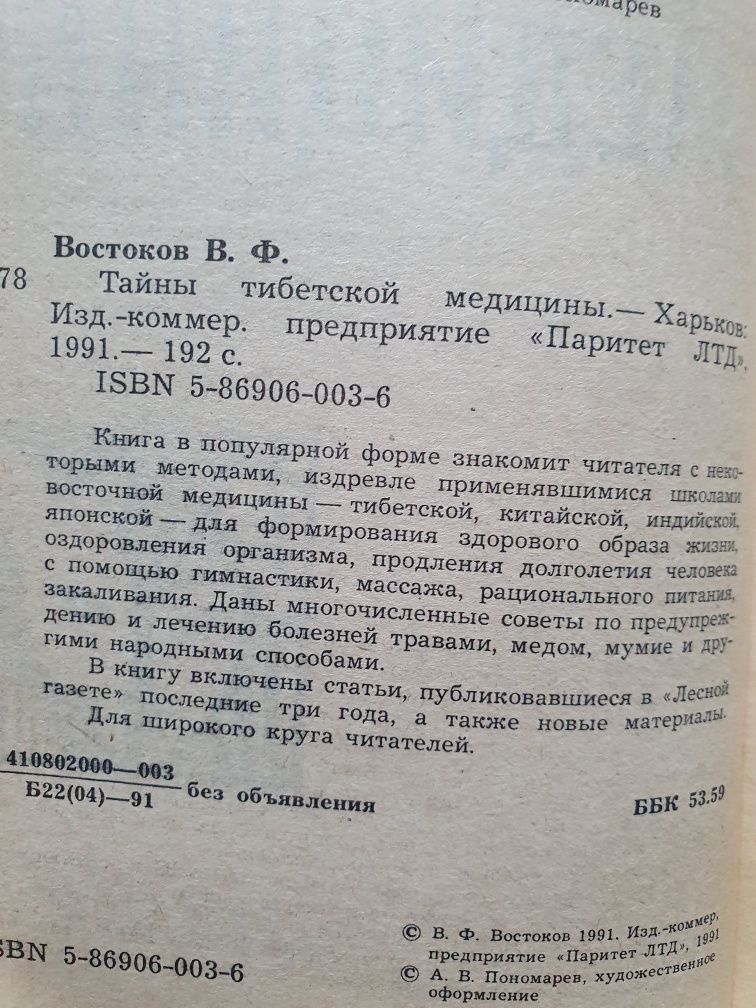 Востоков В. Ф.
78 Тайны тибетской медицины.— Харьков:
Изд.-коммер. предприятие «Паритет ЛТД»,
1991.— 192 с.
ISBN 5-86906-003-6
Книга в популярной форме знакомит читателя с неко-
торыми методами, издревле применявшимися школами
восточной медицины — тибетской, китайской, индийской,
японской — для формирования здорового образа жизни,
оздоровления организма, продления долголетия человека
с помощью гимнастики, массажа, рационального питания,
закаливания. Даны многочисленные советы по предупреж-
дению и лечению болезней травами, медом, мумие и дру-
гими народными способами.
В книгу включены статьи, публиковавшиеся в «Лесной
газете» последние три года, а также новые материалы.
Для широкого круга читателей.
410802000—003
Б22(04)—91
без объявления
ББК 53.59
SBN 5-86906-003-6
© В. Ф. Востоков 1991. Изд.-коммер,
предприятие «Паритет ЛТД», 1991
© А. В. Пономарев, художественное
оформление